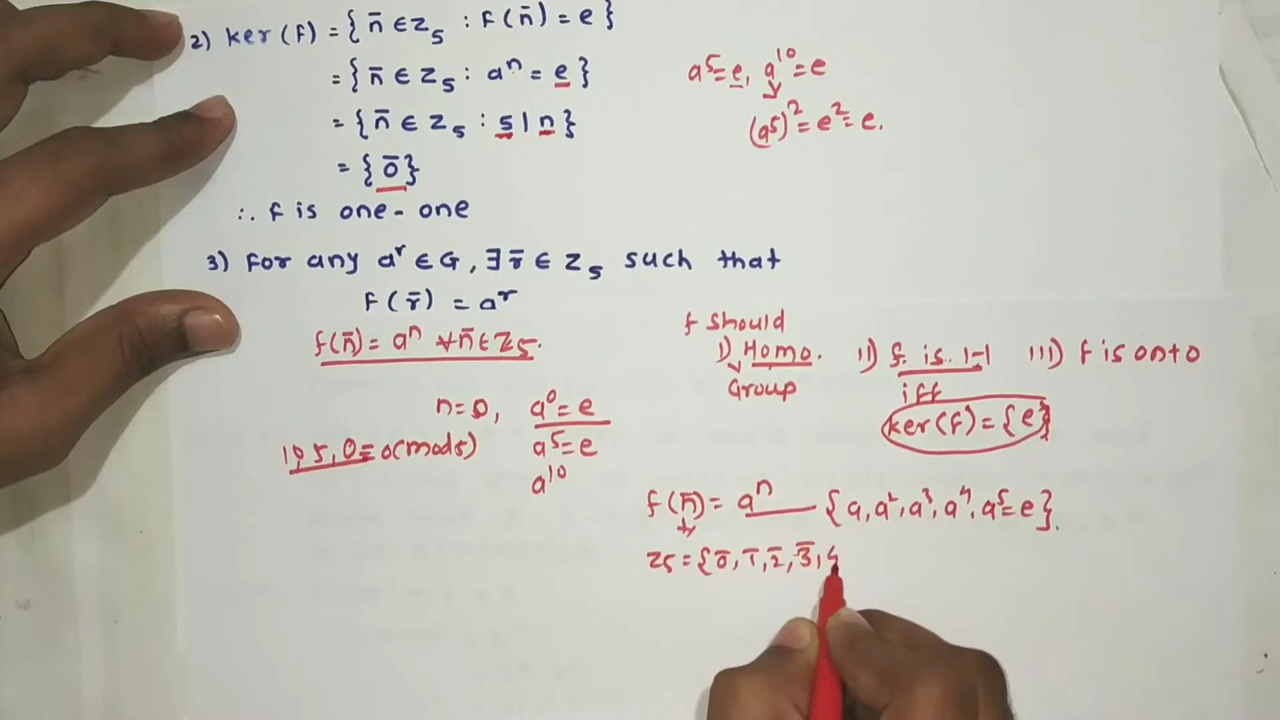 2) ker (f) = { n̄ ∈ Z₅ : f(n̄) = e }
= { n̄ ∈ Z₅ : aⁿ = e }
= { n̄ ∈ Z₅ : 5 | n }
= { 0̄ }
a⁵ = e, a¹⁰ = e
(a⁵)² = e² = e.
∴ f is one-one
3) For any aʳ ∈ G, ∃ r̄ ∈ Z₅ such that
f(r̄) = aʳ
f(n̄) = aⁿ ∀ n̄ ∈ Z5.
f should
i) Homo. ii) f is 1-1 iii) f is onto
Group iff
ker(f) = {e}
n=0, a⁰ = e
10,5,0 ≡ 0(mod5) a⁵ = e
a¹⁰
f(n̄) = aⁿ — {a, a², a³, a⁴, a⁵ = e}.
Z5 = {0̄, 1̄, 2̄, 3̄, 4